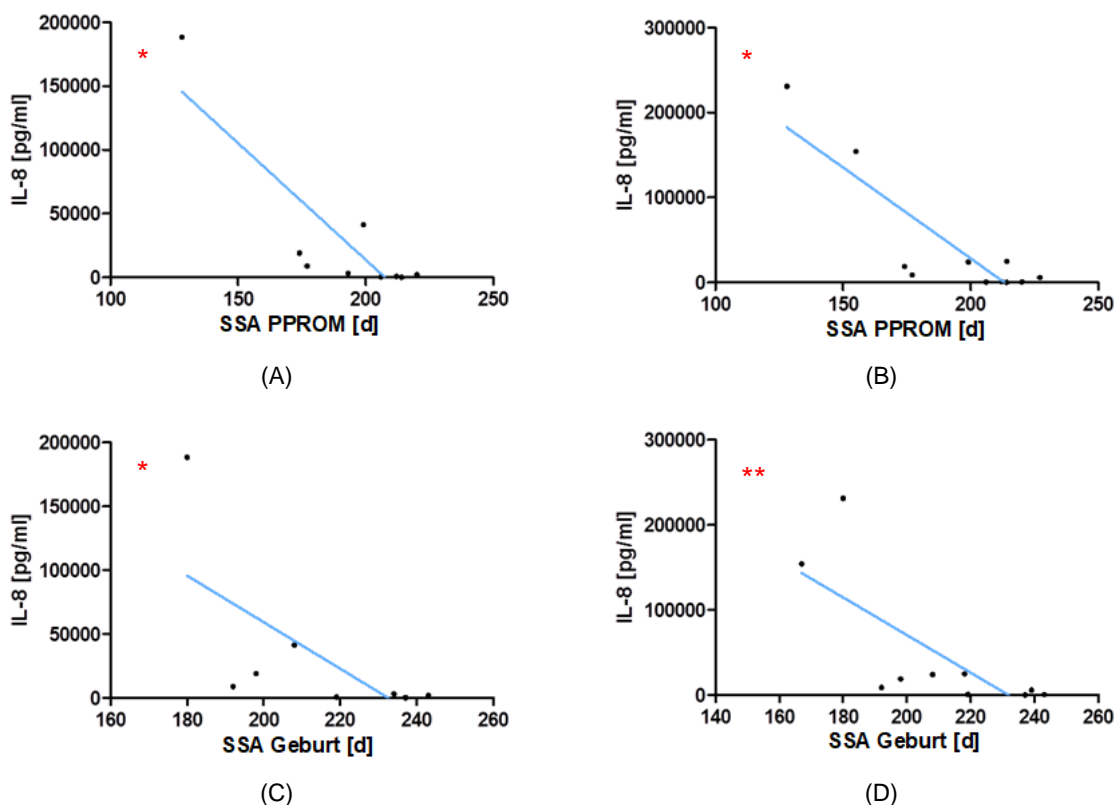 200000
*
150000
100000
50000
0
100 150 200 250
IL-8 [pg/ml]
SSA PPROM [d]
(A)
300000
*
200000
100000
0
100 150 200 250
IL-8 [pg/ml]
SSA PPROM [d]
(B)
200000
*
150000
100000
50000
0
160 180 200 220 240 260
IL-8 [pg/ml]
SSA Geburt [d]
(C)
300000
**
200000
100000
0
140 160 180 200 220 240 260
IL-8 [pg/ml]
SSA Geburt [d]
(D)